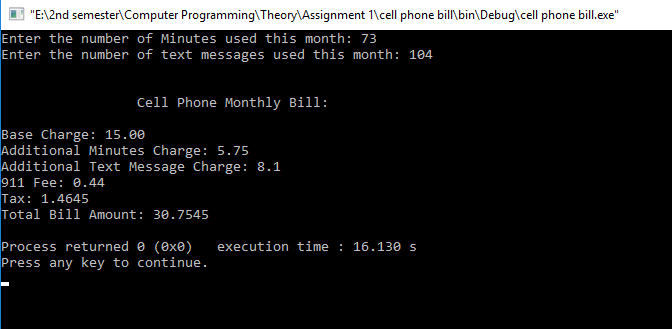 "E:\2nd semester\Computer Programming\Theory\Assignment 1\cell phone bill\bin\Debug\cell phone bill.exe"
Enter the number of Minutes used this month: 73
Enter the number of text messages used this month: 104
Cell Phone Monthly Bill:
Base Charge: 15.00
Additional Minutes Charge: 5.75
Additional Text Message Charge: 8.1
911 Fee: 0.44
Tax: 1.4645
Total Bill Amount: 30.7545
Process returned 0 (0x0)   execution time : 16.130 s
Press any key to continue.